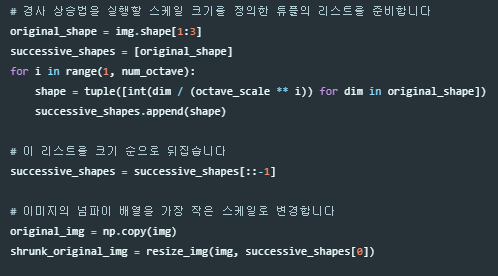 # 경사 상승법을 실행할 스케일 크기를 정의한 튜플의 리스트를 준비합니다
original_shape = img.shape[1:3]
successive_shapes = [original_shape]
for i in range(1, num_octave):
    shape = tuple([int(dim / (octave_scale ** i)) for dim in original_shape])
    successive_shapes.append(shape)

# 이 리스트를 크기 순으로 뒤집습니다
successive_shapes = successive_shapes[::-1]

# 이미지의 넘파이 배열을 가장 작은 스케일로 변경합니다
original_img = np.copy(img)
shrunk_original_img = resize_img(img, successive_shapes[0])